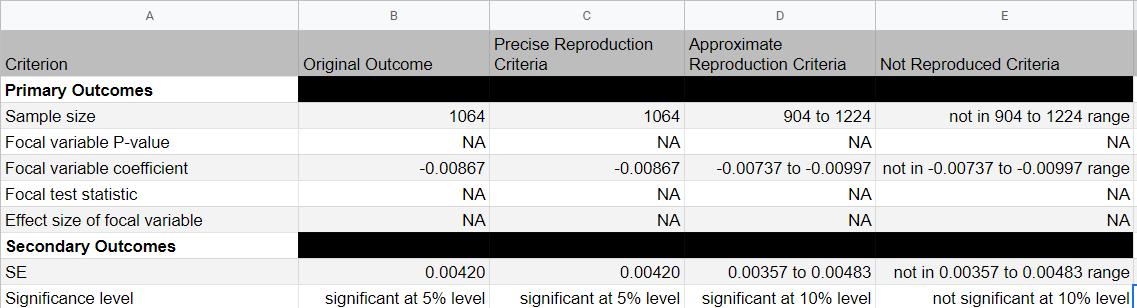 A B C D E
Criterion Original Outcome Precise Reproduction Criteria Approximate Reproduction Criteria Not Reproduced Criteria
Primary Outcomes
Sample size 1064 1064 904 to 1224 not in 904 to 1224 range
Focal variable P-value NA NA NA NA
Focal variable coefficient -0.00867 -0.00867 -0.00737 to -0.00997 not in -0.00737 to -0.00997 range
Focal test statistic NA NA NA NA
Effect size of focal variable NA NA NA NA
Secondary Outcomes
SE 0.00420 0.00420 0.00357 to 0.00483 not in 0.00357 to 0.00483 range
Significance level significant at 5% level significant at 5% level significant at 10% level not significant at 10% level